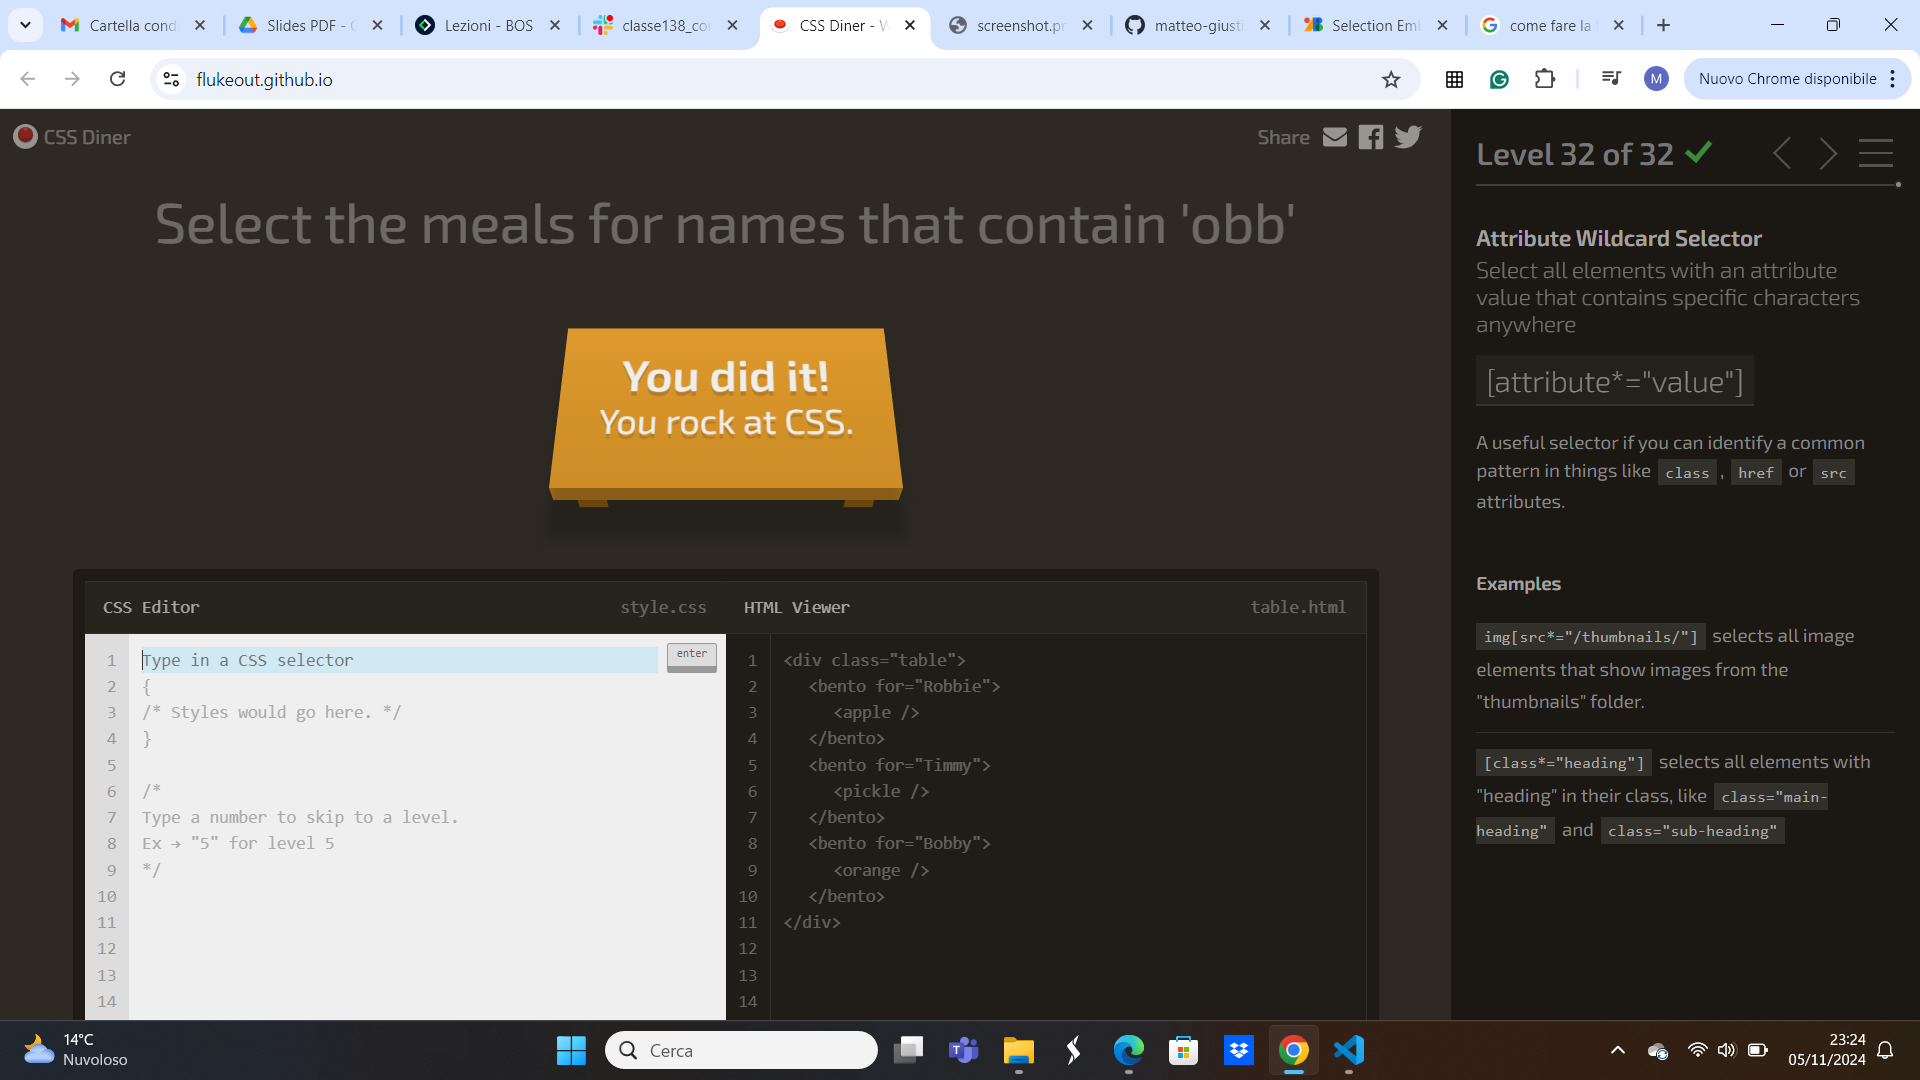 Cartella cond
Slides PDF - 
Lezioni - BOS
classe138_co
CSS Diner - W
screenshot.pr
matteo-giusti
Selection Em
come fare la
flukeout.github.io
M
Nuovo Chrome disponibile
CSS Diner
Share
Level 32 of 32
Select the meals for names that contain 'obb'
You did it!
You rock at CSS.
Attribute Wildcard Selector
Select all elements with an attribute
value that contains specific characters
anywhere
[attribute*="value"]
A useful selector if you can identify a common
pattern in things like class , href or src
attributes.
Examples
img[src*="/thumbnails/"] selects all image
elements that show images from the
"thumbnails" folder.
[class*="heading"] selects all elements with
"heading" in their class, like class="main-
heading" and class="sub-heading"
CSS Editor style.css
1 Type in a CSS selector enter
2 {
3 /* Styles would go here. */
4 }
5
6 /*
7 Type a number to skip to a level.
8 Ex → "5" for level 5
9 */
10
11
12
13
14
HTML Viewer table.html
1 <div class="table">
2 <bento for="Robbie">
3 <apple />
4 </bento>
5 <bento for="Timmy">
6 <pickle />
7 </bento>
8 <bento for="Bobby">
9 <orange />
10 </bento>
11 </div>
12
13
14
14°C
Nuvoloso
Cerca
23:24
05/11/2024